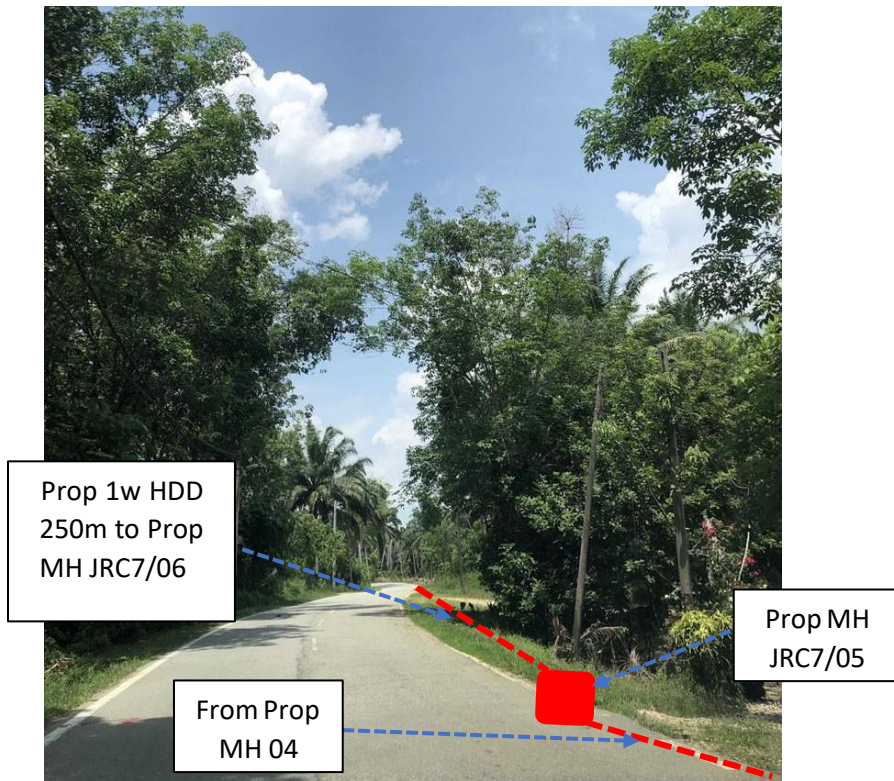 Prop 1w HDD
250m to Prop
MH JRC7/06
Prop MH
JRC7/05
From Prop
MH 04